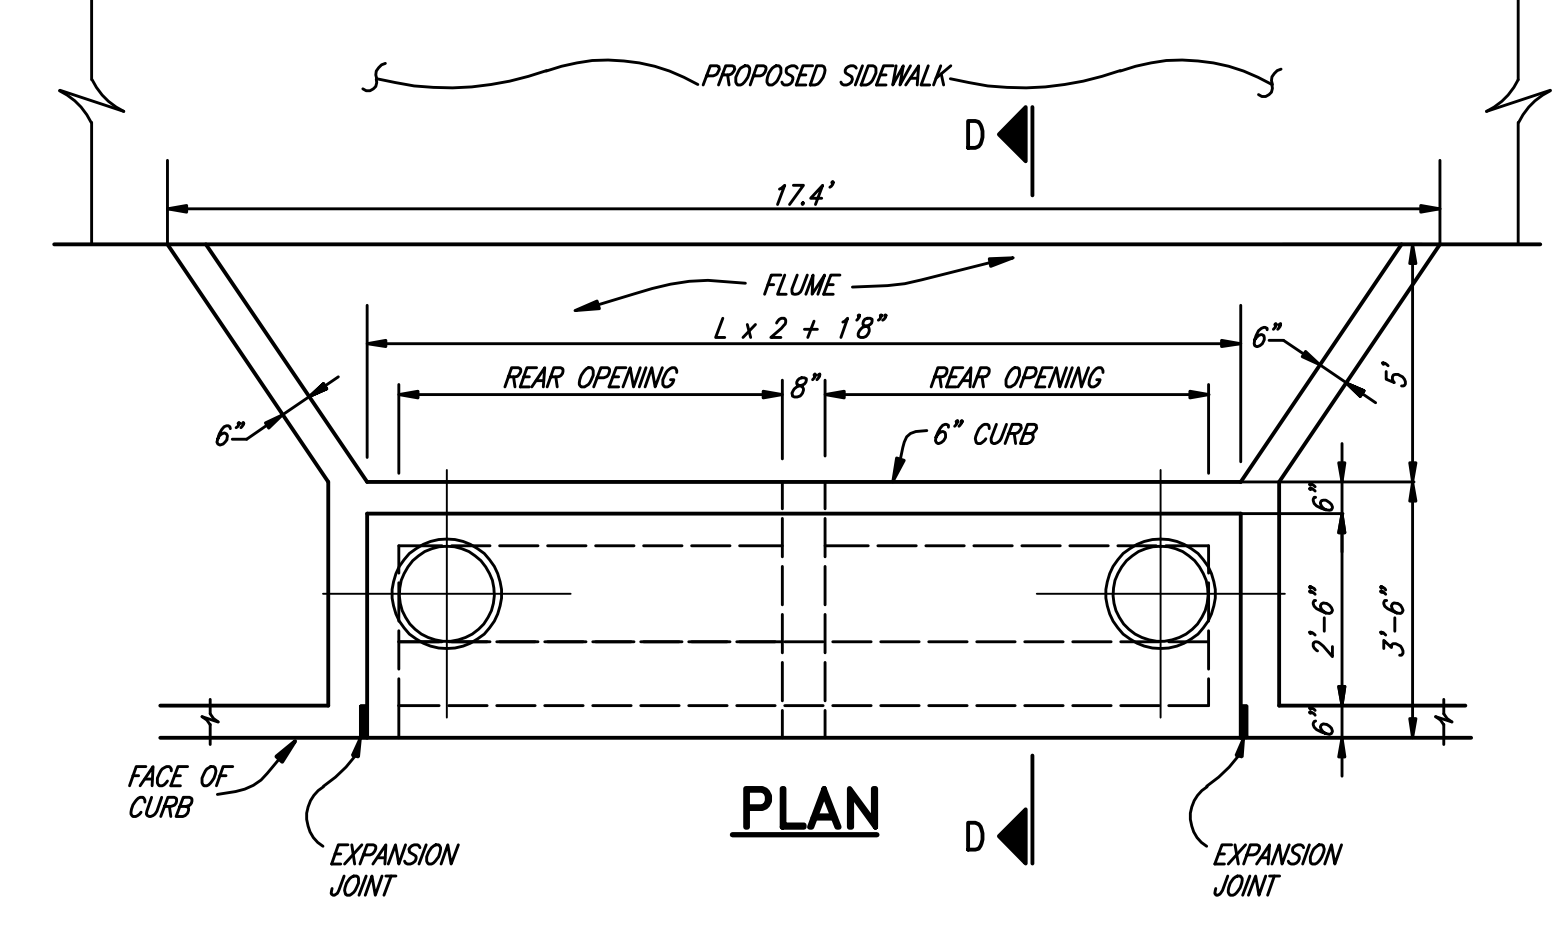 PROPOSED SIDEWALK
D
17.4'
FLUME
L x 2 + 1'8"
6"
REAR OPENING
8"
REAR OPENING
5'
6"
6" CURB
6"
2'-6"
3'-6"
6"
FACE OF
CURB
PLAN
D
EXPANSION
JOINT
EXPANSION
JOINT